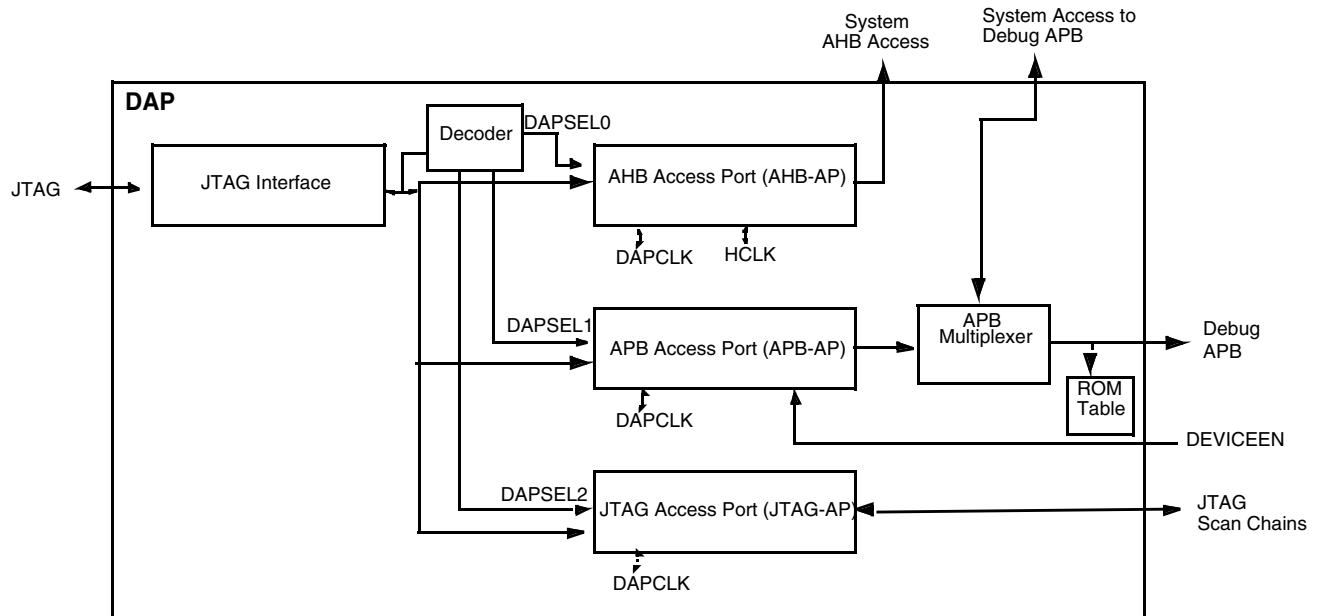 System
AHB Access
System Access to
Debug APB
DAP
Decoder
DAPSEL0
JTAG
JTAG Interface
AHB Access Port (AHB-AP)
DAPCLK
HCLK
DAPSEL1
APB Access Port (APB-AP)
APB
Multiplexer
Debug
APB
ROM
Table
DAPCLK
DEVICEEN
DAPSEL2
JTAG Access Port (JTAG-AP)
JTAG
Scan Chains
DAPCLK